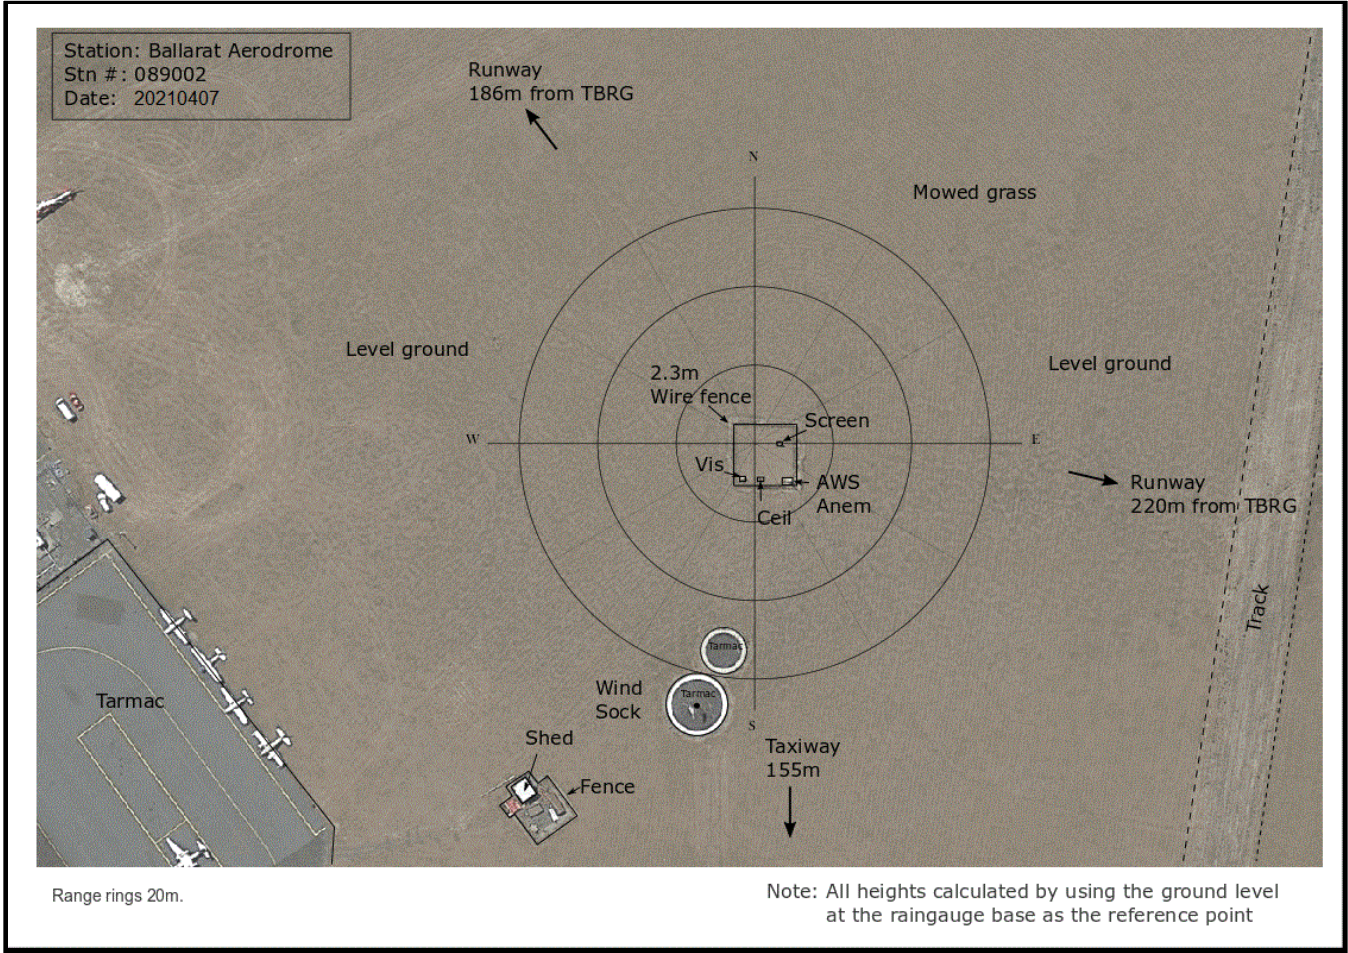 Station: Ballarat Aerodrome
Stn #: 089002
Date: 20210407
Runway
186m from TBRG
N
Mowed grass
Level ground
Level ground
2.3m
Wire fence
Screen
W
E
Vis
AWS
Anem
Ceil
Runway
220m from TBRG
Track
Tarmac
Tarmac
Wind
Sock
Tarmac
S
Shed
Fence
Taxiway
155m
Range rings 20m.
Note: All heights calculated by using the ground level
at the raingauge base as the reference point